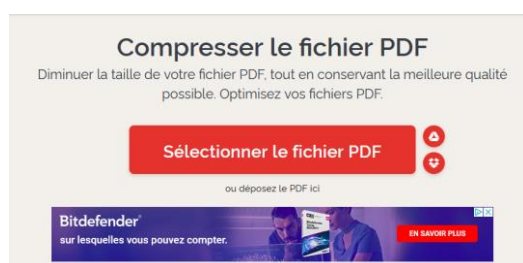 Compresser le fichier PDF
Diminuer la taille de votre fichier PDF, tout en conservant la meilleure qualité
possible. Optimisez vos fichiers PDF.
Sélectionner le fichier PDF
ou déposez le PDF ici
Bitdefender
sur lesquelles vous pouvez compter.
EN SAVOIR PLUS